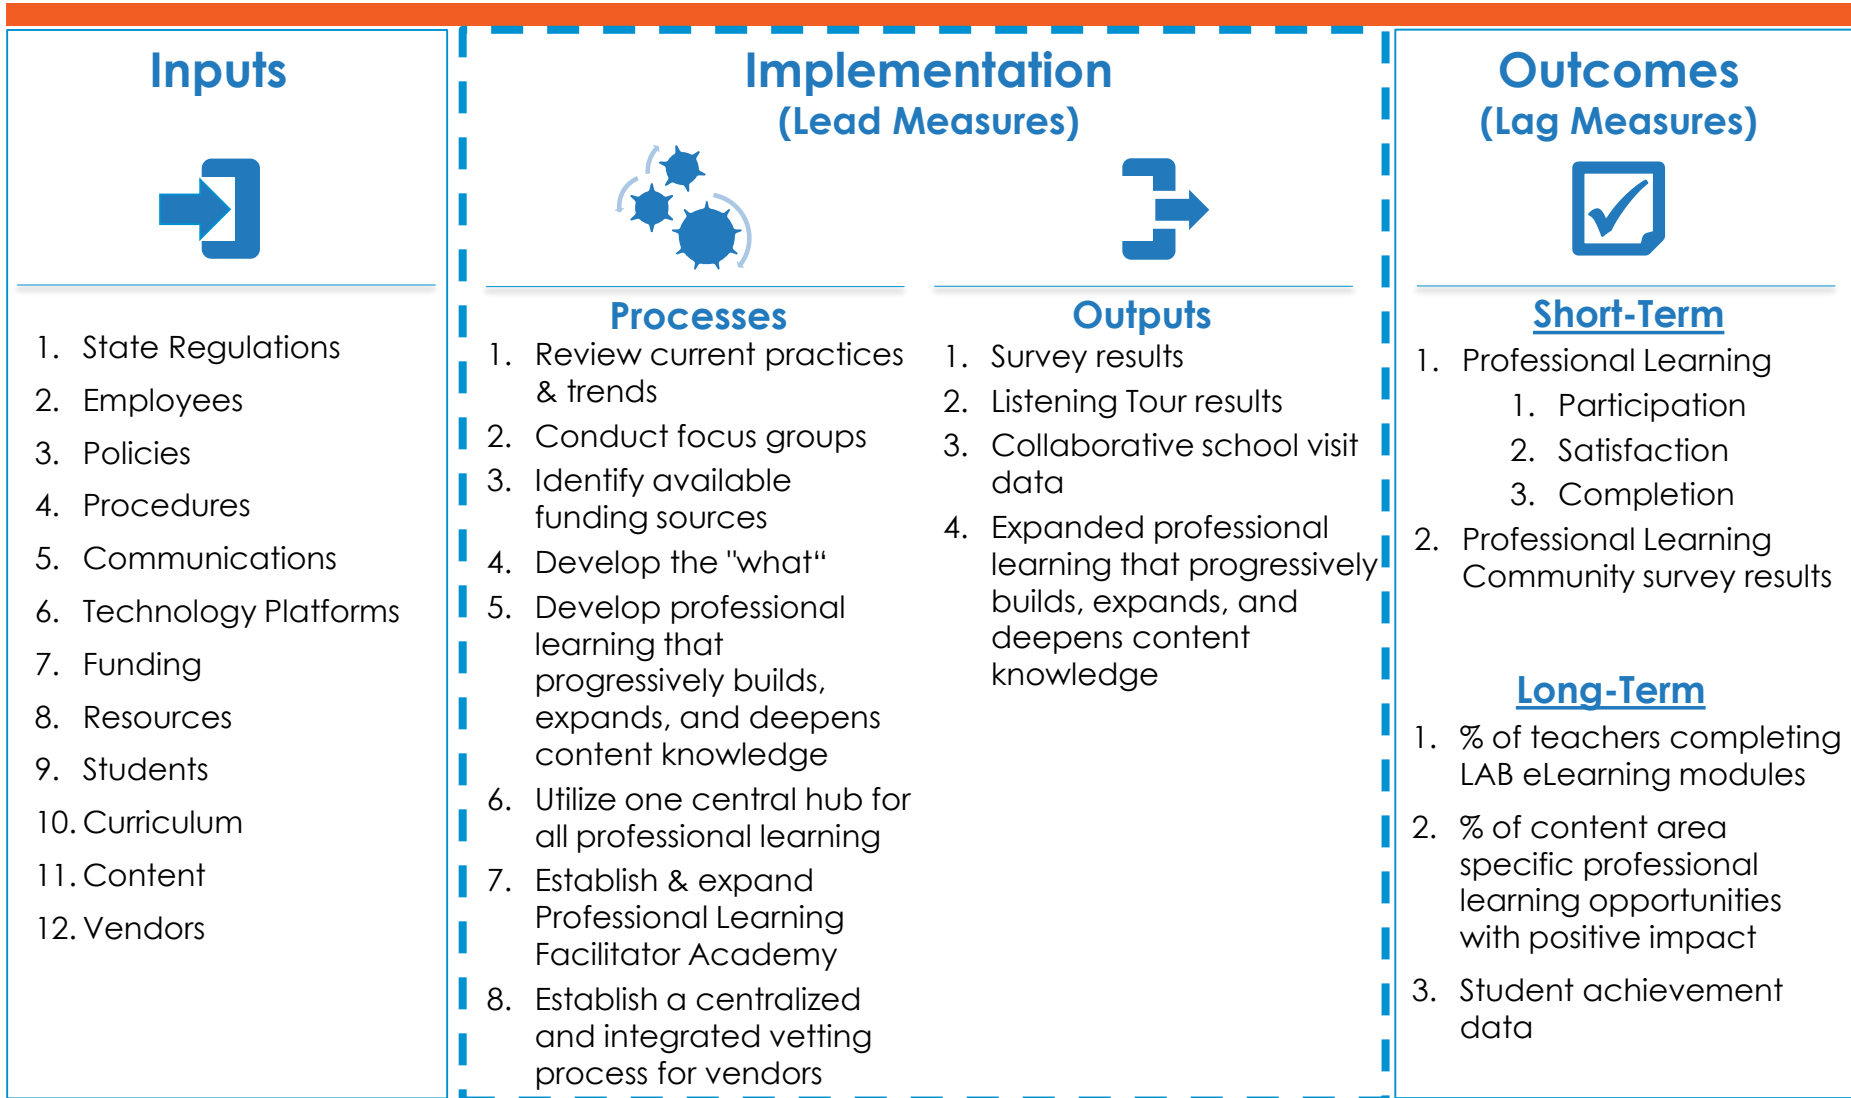 Inputs
1. State Regulations
2. Employees
3. Policies
4. Procedures
5. Communications
6. Technology Platforms
7. Funding
8. Resources
9. Students
10. Curriculum
11. Content
12. Vendors
Implementation
(Lead Measures)
Processes
1. Review current practices
& trends
2. Conduct focus groups
3. Identify available
funding sources
4. Develop the "what“
5. Develop professional
learning that
progressively builds,
expands, and deepens
content knowledge
6. Utilize one central hub for
all professional learning
7. Establish & expand
Professional Learning
Facilitator Academy
8. Establish a centralized
and integrated vetting
process for vendors
Outputs
1. Survey results
2. Listening Tour results
3. Collaborative school visit
data
4. Expanded professional
learning that progressively
builds, expands, and
deepens content
knowledge
Outcomes
(Lag Measures)
Short-Term
1. Professional Learning
1. Participation
2. Satisfaction
3. Completion
2. Professional Learning
Community survey results
Long-Term
1. % of teachers completing
LAB eLearning modules
2. % of content area
specific professional
learning opportunities
with positive impact
3. Student achievement
data